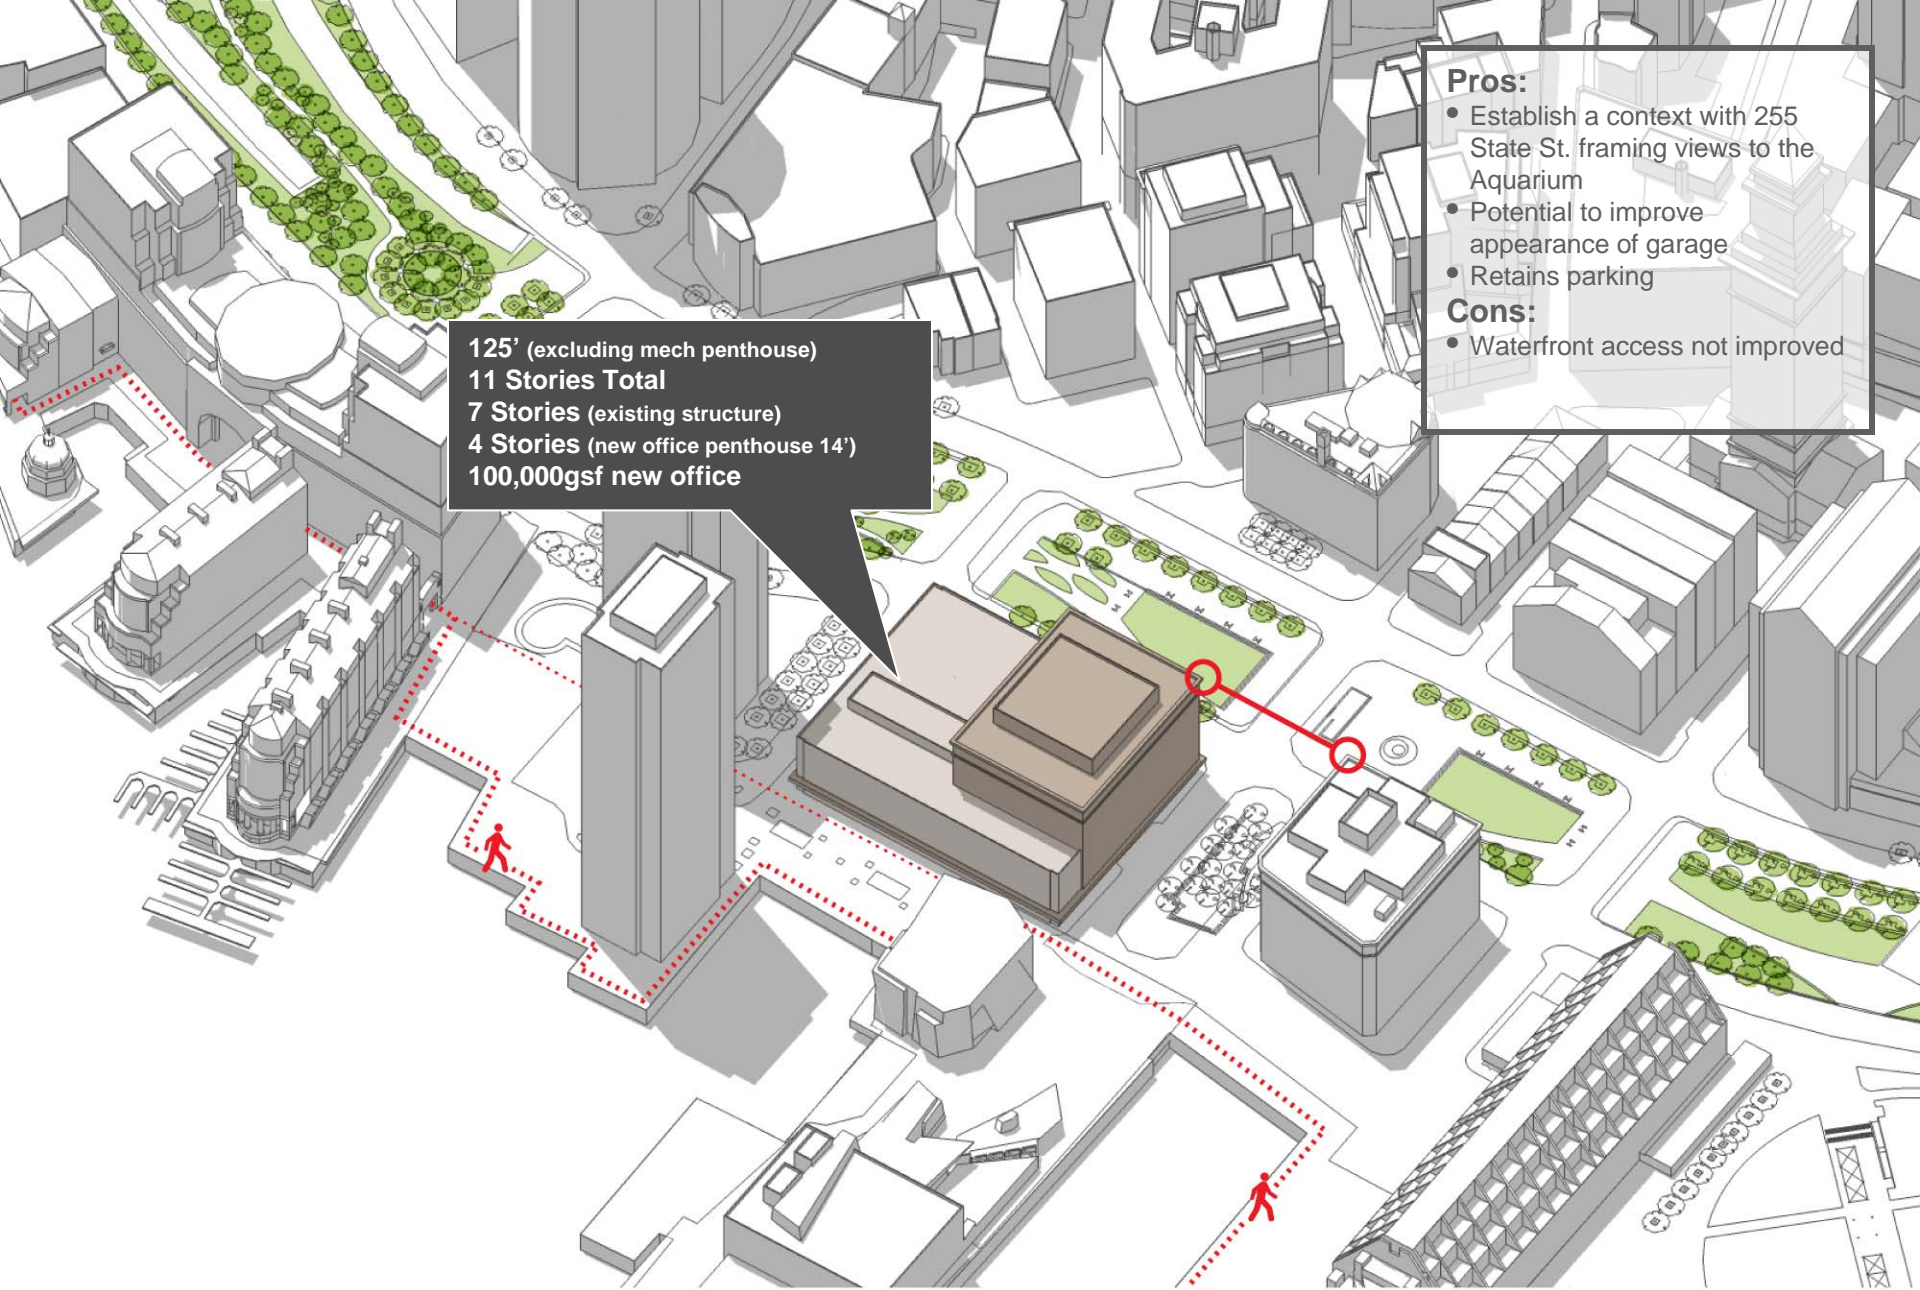 Pros:
• Establish a context with 255
State St. framing views to the
Aquarium
• Potential to improve
appearance of garage
• Retains parking
Cons:
• Waterfront access not improved
125’ (excluding mech penthouse)
11 Stories Total
7 Stories (existing structure)
4 Stories (new office penthouse 14’)
100,000gsf new office